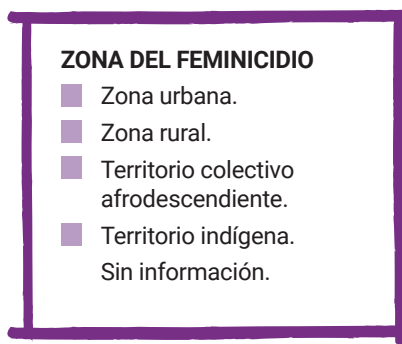 ZONA DEL FEMINICIDIO
Zona urbana.
Zona rural.
Territorio colectivo
afrodescendiente.
Territorio indígena.
Sin información.